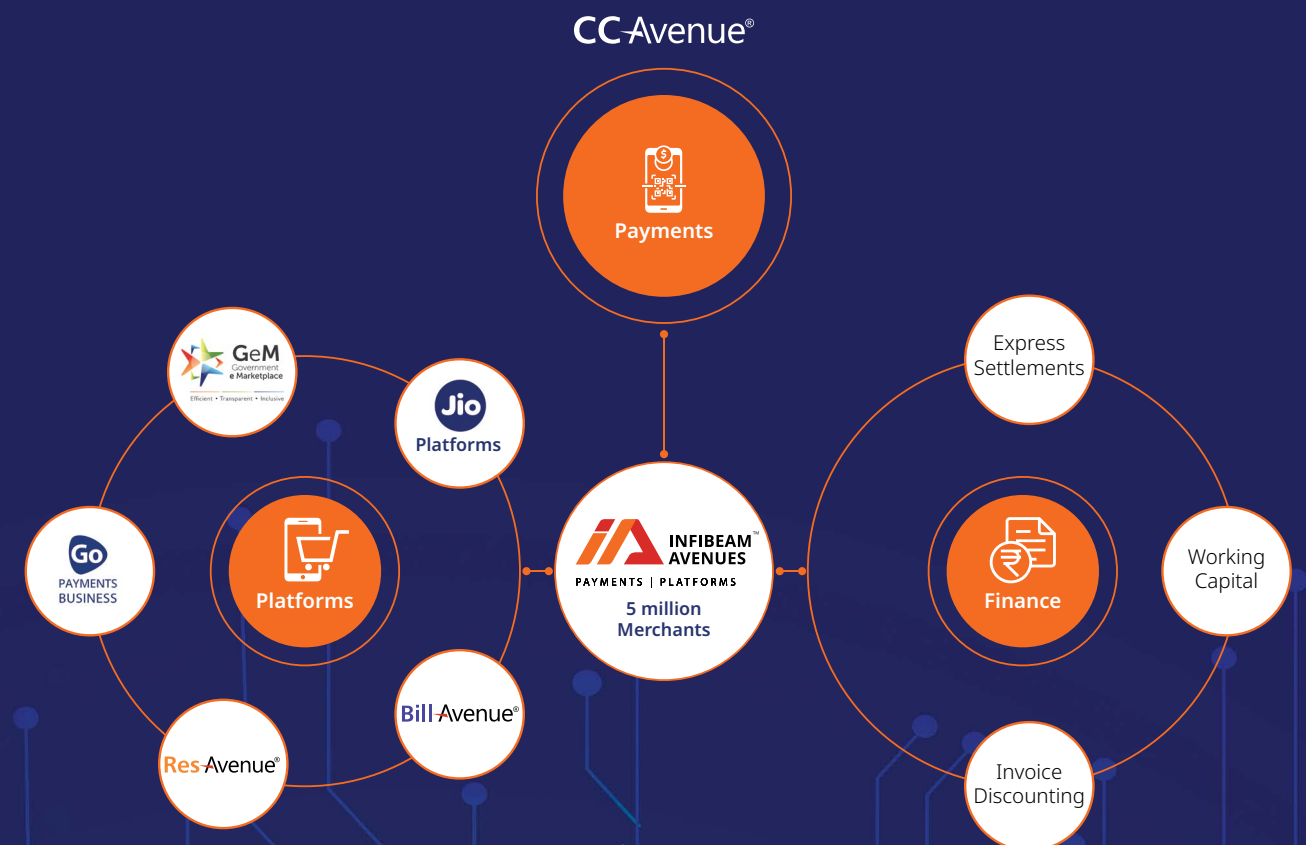 CCAvenue®
$
Payments
GeM
Government
e Marketplace
Efficient • Transparent • Inclusive
Jio
Platforms
Go
PAYMENTS
BUSINESS
Platforms
ResAvenue®
BillAvenue®
INFIBEAM™
AVENUES
PAYMENTS | PLATFORMS
5 million
Merchants
Express
Settlements
₹
Finance
Working
Capital
Invoice
Discounting